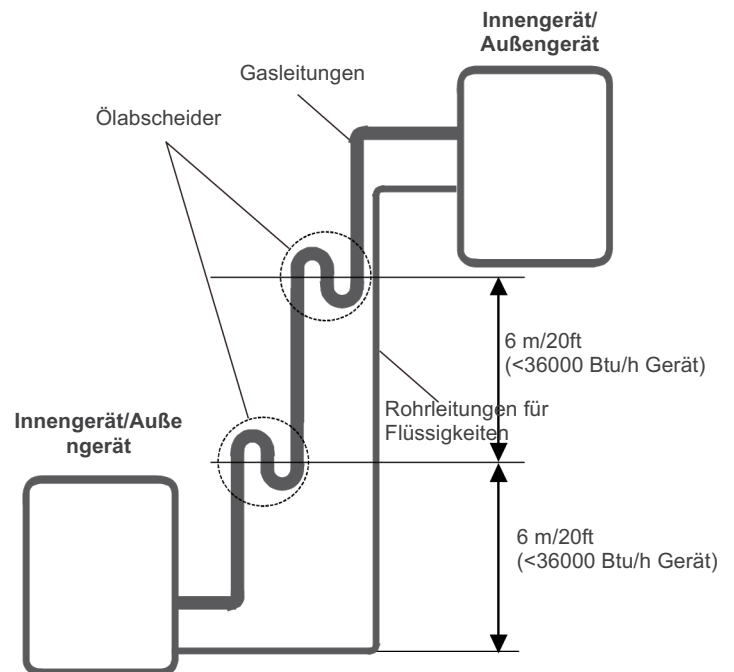 Innengerät/
Außengerät
Gasleitungen
Ölabscheider
6 m/20ft
(<36000 Btu/h Gerät)
Rohrleitungen für
Flüssigkeiten
Innengerät/Auße
ngerät
6 m/20ft
(<36000 Btu/h Gerät)